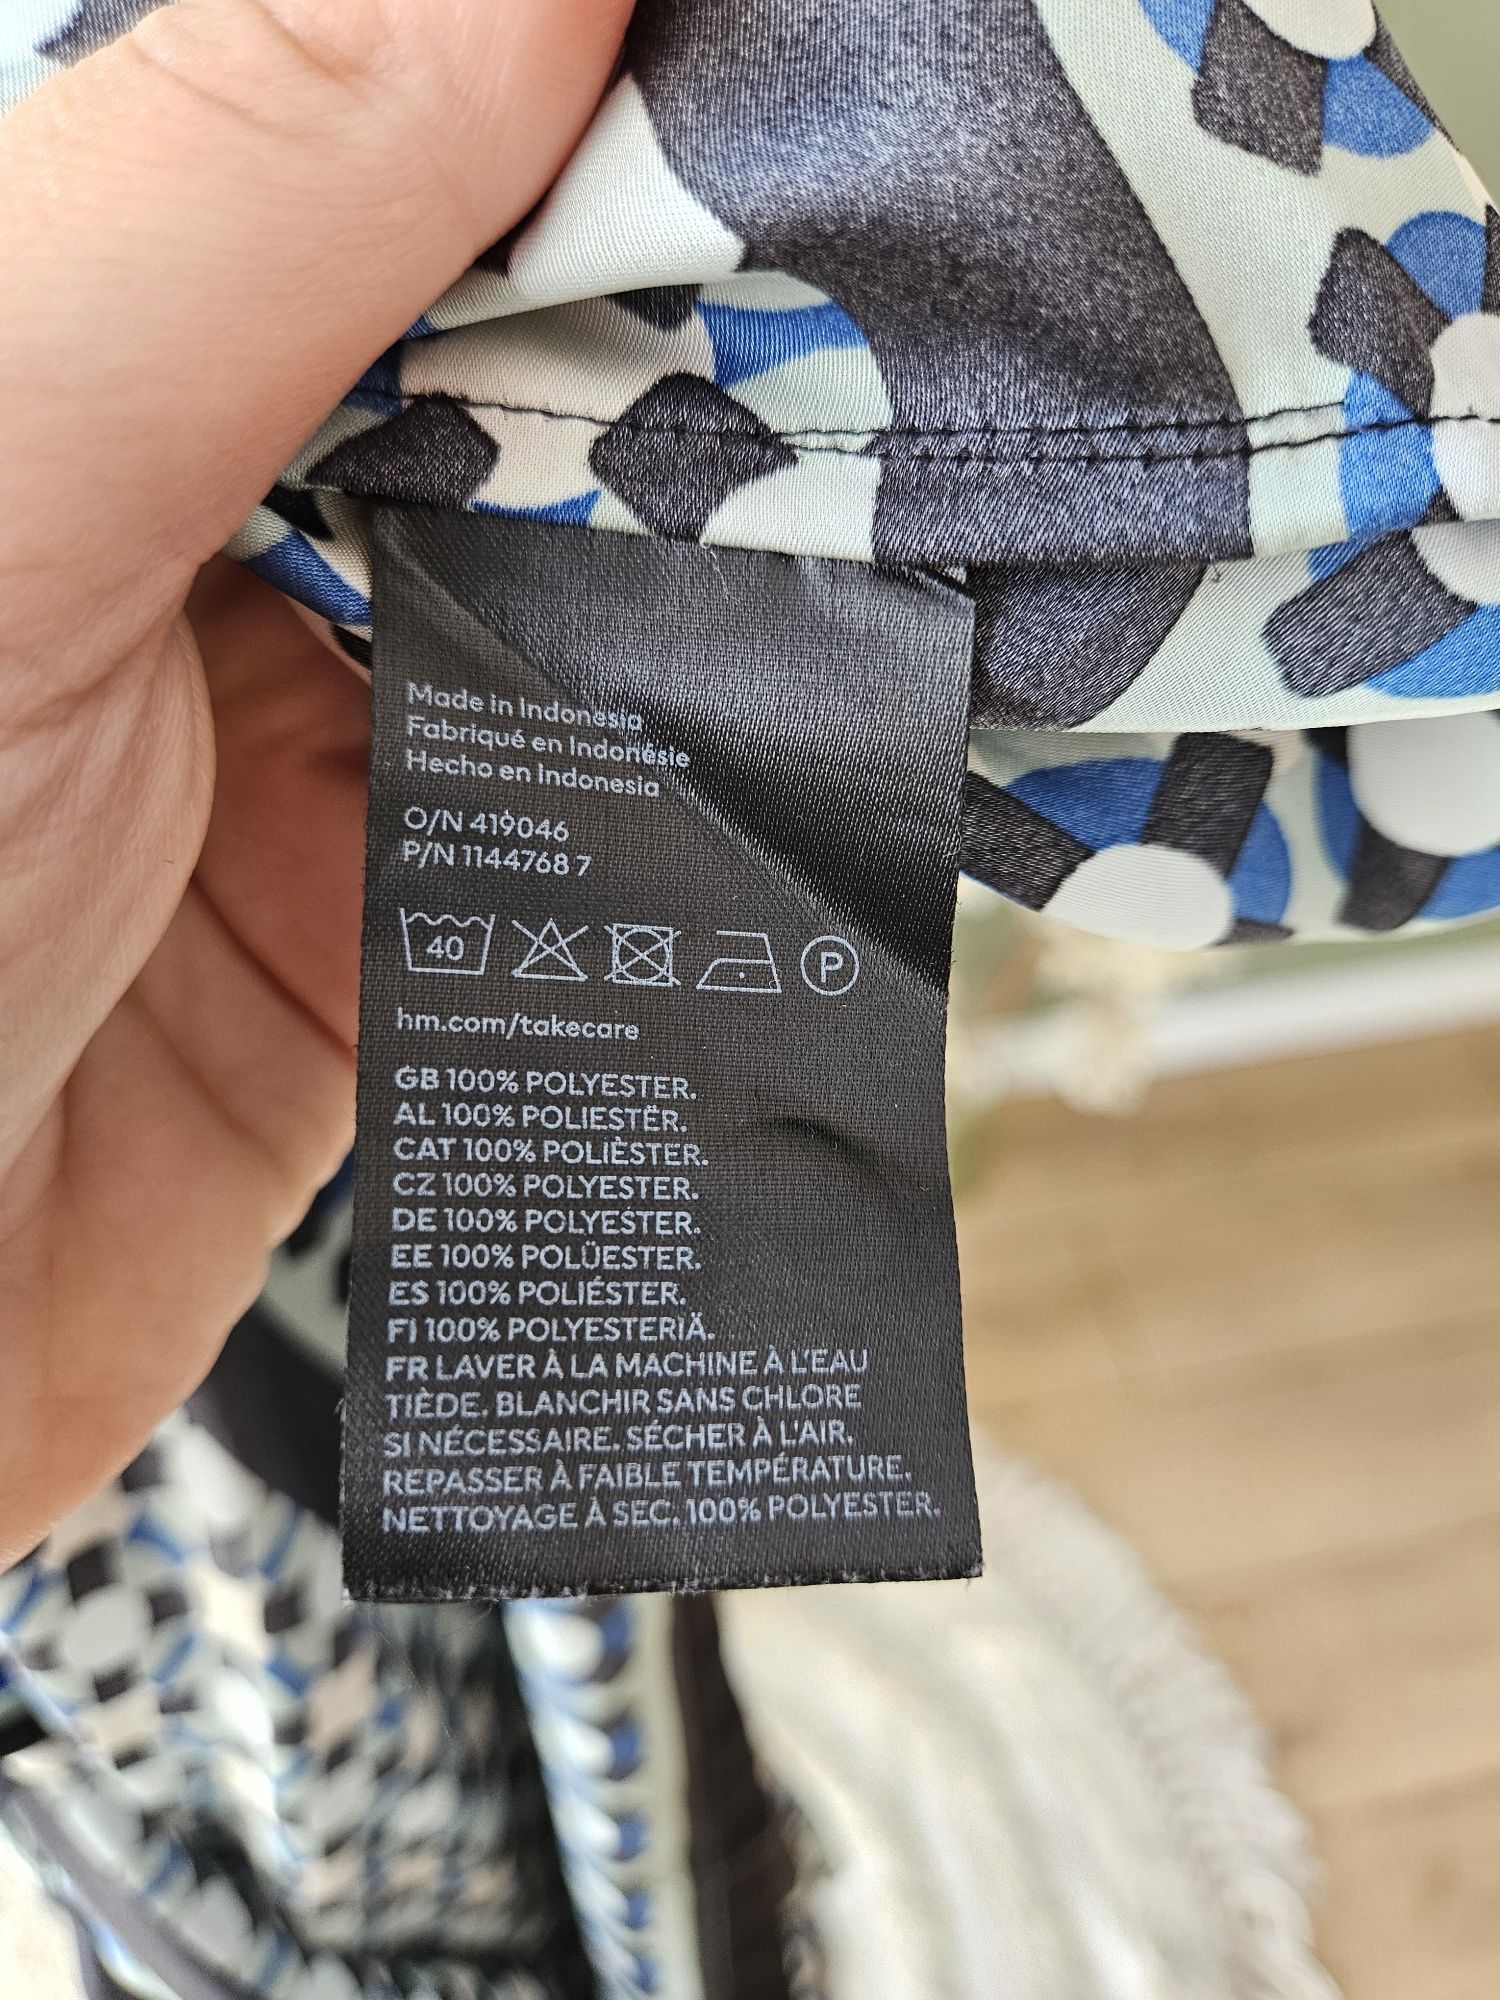 Made in Indonesia
Fabriqué en Indonésie
Hecho en Indonesia
O/N 419046
P/N 1144768 7
40
P
hm.com/takecare
GB 100% POLYESTER.
AL 100% POLIESTËR.
CAT 100% POLIÈSTER.
CZ 100% POLYESTER.
DE 100% POLYESTER.
EE 100% POLÜESTER.
ES 100% POLIÉSTER.
FI 100% POLYESTERIÄ.
FR LAVER À LA MACHINE À L'EAU
TIÈDE. BLANCHIR SANS CHLORE
SI NÉCESSAIRE. SÉCHER À L'AIR.
REPASSER À FAIBLE TEMPÉRATURE.
NETTOYAGE À SEC. 100% POLYESTER.